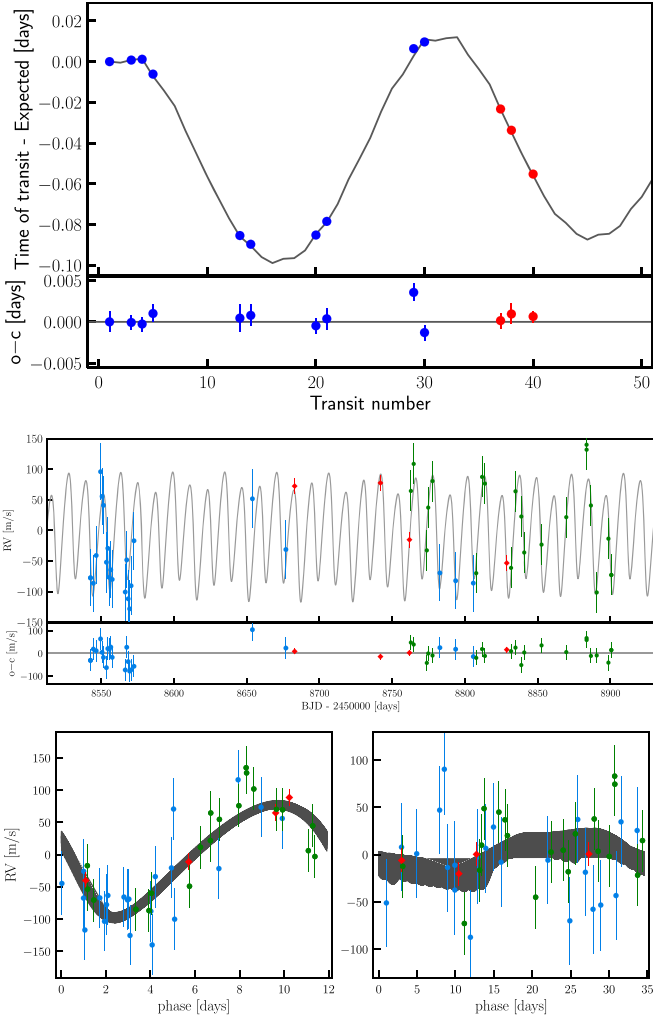 0.02
0.00
−0.02
−0.04
−0.06
−0.08
−0.10
Time of transit - Expected [days]
0.005
0.000
−0.005
o−c [days]
0 10 20 30 40 50
Transit number
150
100
50
0
−50
−100
−150
RV [m/s]
100
0
−100
o−c [m/s]
8550 8600 8650 8700 8750 8800 8850 8900
BJD - 2450000 [days]
150
100
50
0
−50
−100
−150
RV [m/s]
0 2 4 6 8 10 12
phase [days]
100
50
0
−50
−100
0 5 10 15 20 25 30 35
phase [days]